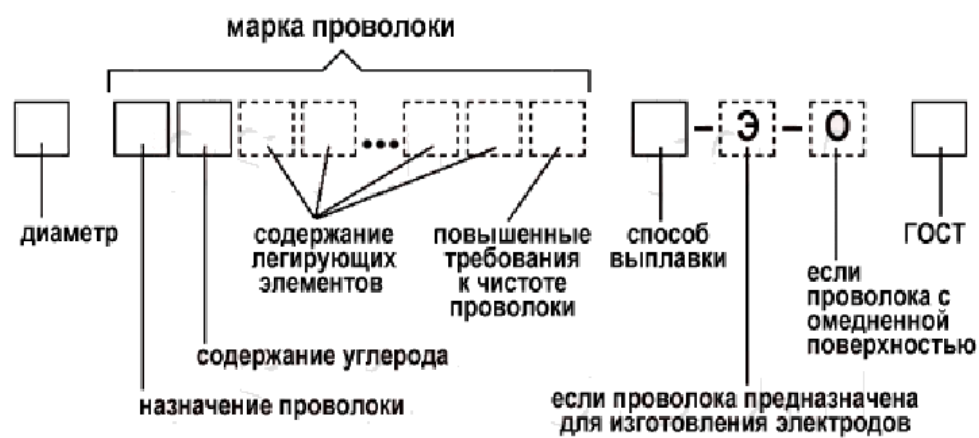 марка проволоки
... – Э – О
диаметр
содержание
легирующих
элементов
повышенные
требования
к чистоте
проволоки
способ
выплавки
ГОСТ
если
проволока с
омедненной
поверхностью
содержание углерода
назначение проволоки
если проволока предназначена
для изготовления электродов